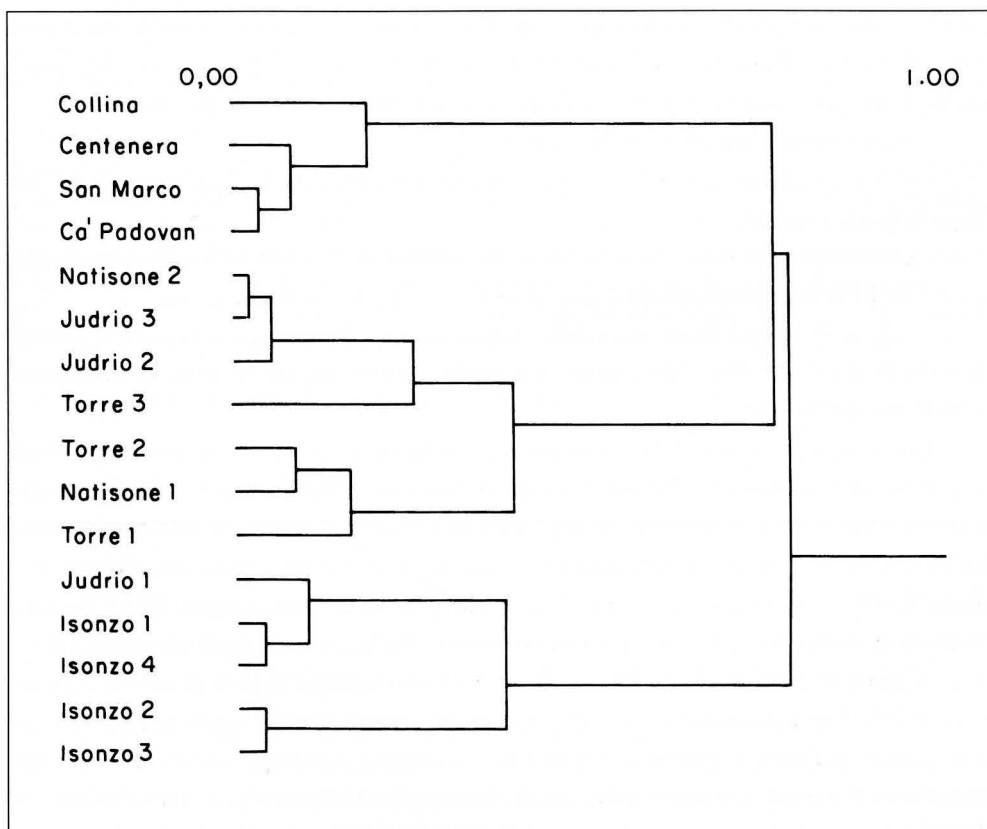 0,00 1.00
Collina
Centenera
San Marco
Ca' Padovan
Natisone 2
Judrio 3
Judrio 2
Torre 3
Torre 2
Natisone 1
Torre 1
Judrio 1
Isonzo 1
Isonzo 4
Isonzo 2
Isonzo 3